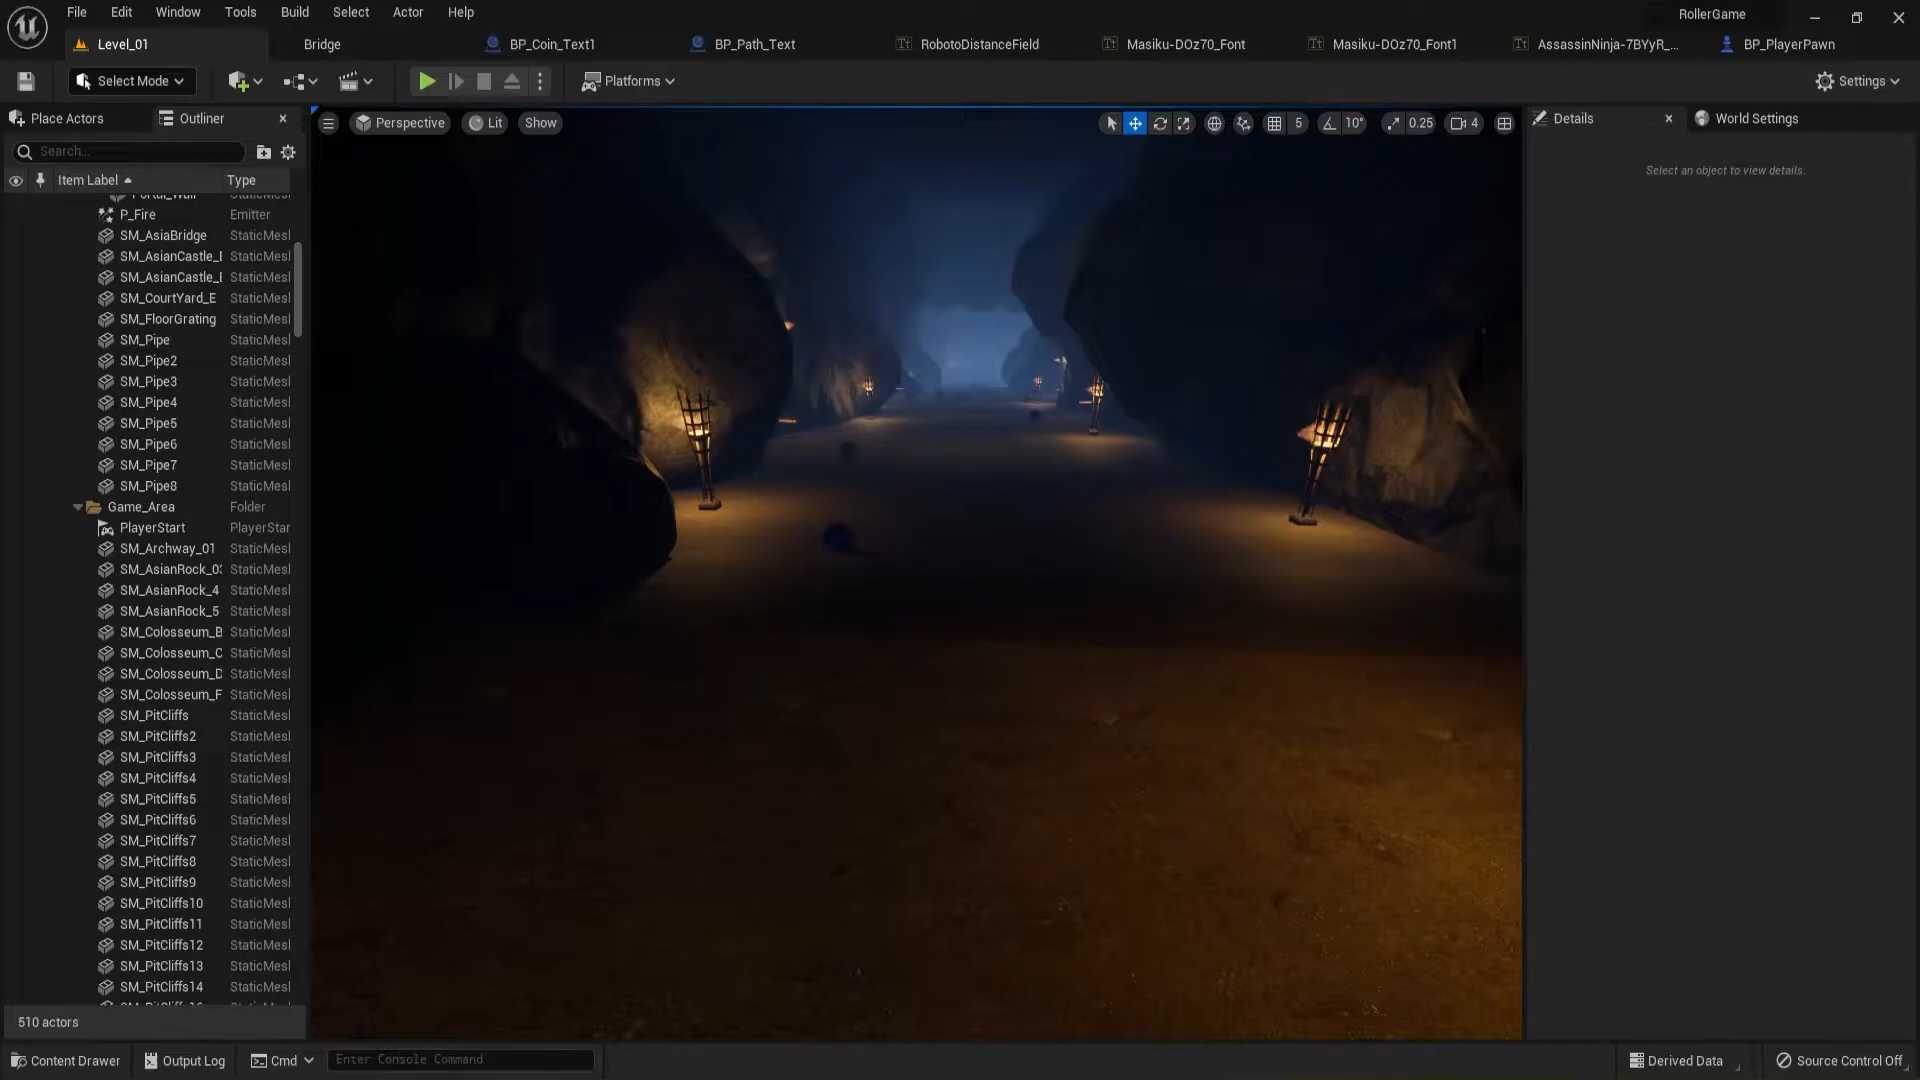 File Edit Window Tools Build Select Actor Help
RollerGame
Level_01
Bridge
BP_Coin_Text1
BP_Path_Text
RobotoDistanceField
Masiku-DOz70_Font
Masiku-DOz70_Font1
AssassinNinja-7BYyR_...
BP_PlayerPawn
Select Mode
Platforms
Settings
Place Actors
Outliner
Perspective
Lit
Show
5
10°
0.25
4
Details
World Settings
Search...
Select an object to view details.
Item Label
Type
Portal_Wall StaticMesl
P_Fire Emitter
SM_AsiaBridge StaticMesl
SM_AsianCastle_E StaticMesl
SM_AsianCastle_E StaticMesl
SM_CourtYard_E StaticMesl
SM_FloorGrating StaticMesl
SM_Pipe StaticMesl
SM_Pipe2 StaticMesl
SM_Pipe3 StaticMesl
SM_Pipe4 StaticMesl
SM_Pipe5 StaticMesl
SM_Pipe6 StaticMesl
SM_Pipe7 StaticMesl
SM_Pipe8 StaticMesl
Game_Area Folder
PlayerStart PlayerStar
SM_Archway_01 StaticMesl
SM_AsianRock_03 StaticMesl
SM_AsianRock_4 StaticMesl
SM_AsianRock_5 StaticMesl
SM_Colosseum_B StaticMesl
SM_Colosseum_C StaticMesl
SM_Colosseum_D StaticMesl
SM_Colosseum_F StaticMesl
SM_PitCliffs StaticMesl
SM_PitCliffs2 StaticMesl
SM_PitCliffs3 StaticMesl
SM_PitCliffs4 StaticMesl
SM_PitCliffs5 StaticMesl
SM_PitCliffs6 StaticMesl
SM_PitCliffs7 StaticMesl
SM_PitCliffs8 StaticMesl
SM_PitCliffs9 StaticMesl
SM_PitCliffs10 StaticMesl
SM_PitCliffs11 StaticMesl
SM_PitCliffs12 StaticMesl
SM_PitCliffs13 StaticMesl
SM_PitCliffs14 StaticMesl
510 actors
Content Drawer
Output Log
Cmd
Enter Console Command
Derived Data
Source Control Off